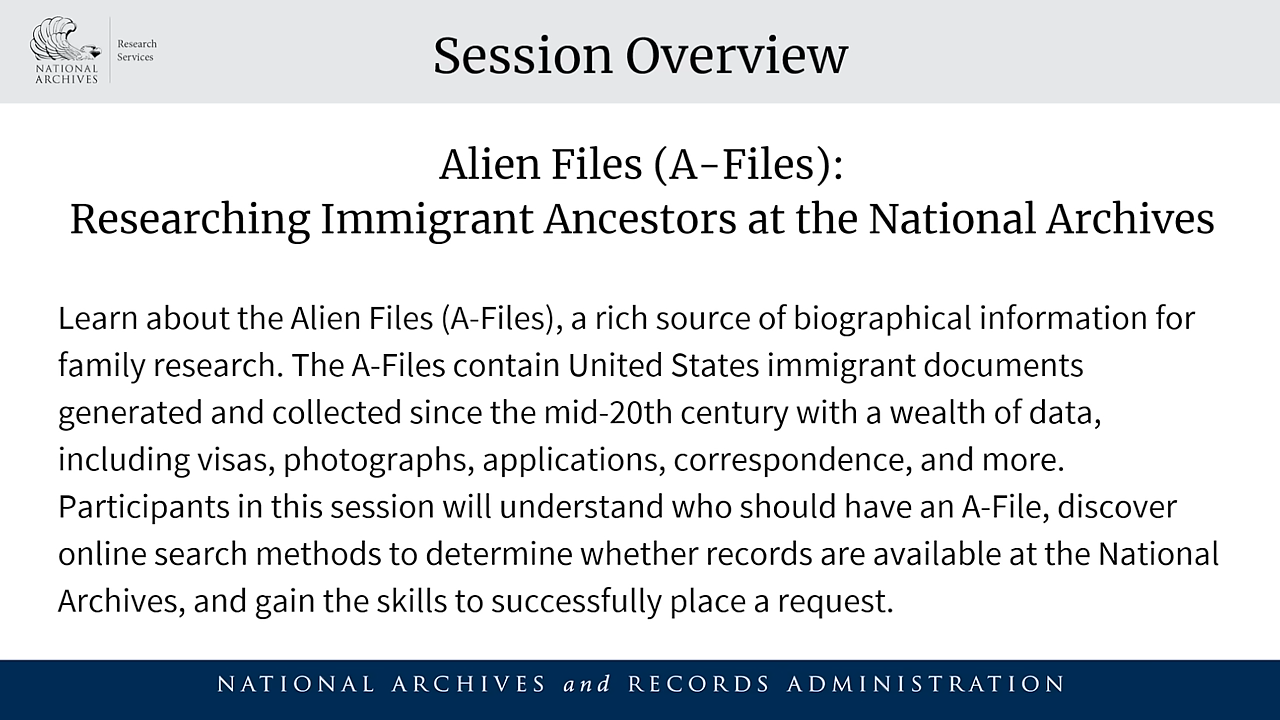 NATIONAL
ARCHIVES
Research
Services
Session Overview
Alien Files (A-Files):
Researching Immigrant Ancestors at the National Archives
Learn about the Alien Files (A-Files), a rich source of biographical information for
family research. The A-Files contain United States immigrant documents
generated and collected since the mid-20th century with a wealth of data,
including visas, photographs, applications, correspondence, and more.
Participants in this session will understand who should have an A-File, discover
online search methods to determine whether records are available at the National
Archives, and gain the skills to successfully place a request.
NATIONAL ARCHIVES and RECORDS ADMINISTRATION